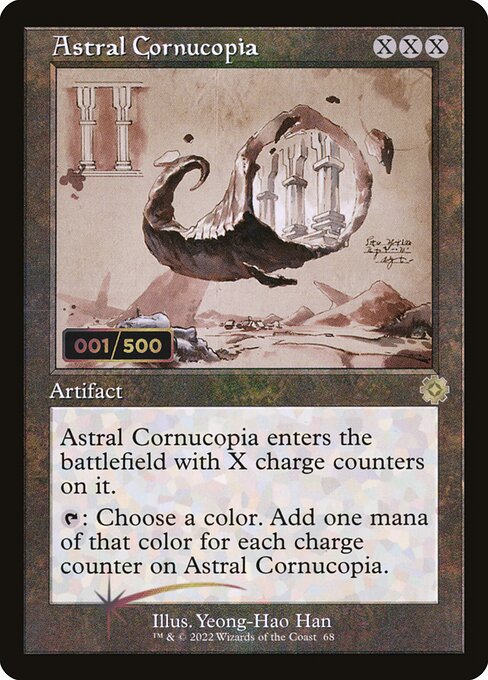 Astral Cornucopia XXX
001/500
Artifact
Astral Cornucopia enters the
battlefield with X charge counters
on it.
: Choose a color. Add one mana
of that color for each charge
counter on Astral Cornucopia.
Illus. Yeong-Hao Han
™ & © 2022 Wizards of the Coast 68